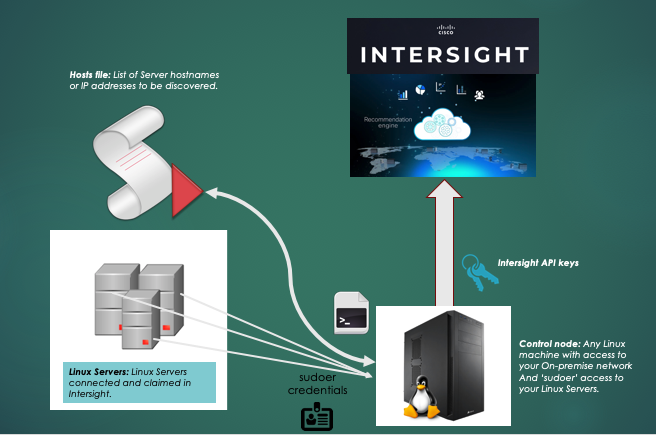 CISCO
INTERSIGHT
Recommendation
engine
Hosts file: List of Server hostnames
or IP addresses to be discovered.
Intersight API keys
>_
Linux Servers: Linux Servers
connected and claimed in
Intersight.
sudoer
credentials
Control node: Any Linux
machine with access to
your On-premise network
And ‘sudoer’ access to
your Linux Servers.